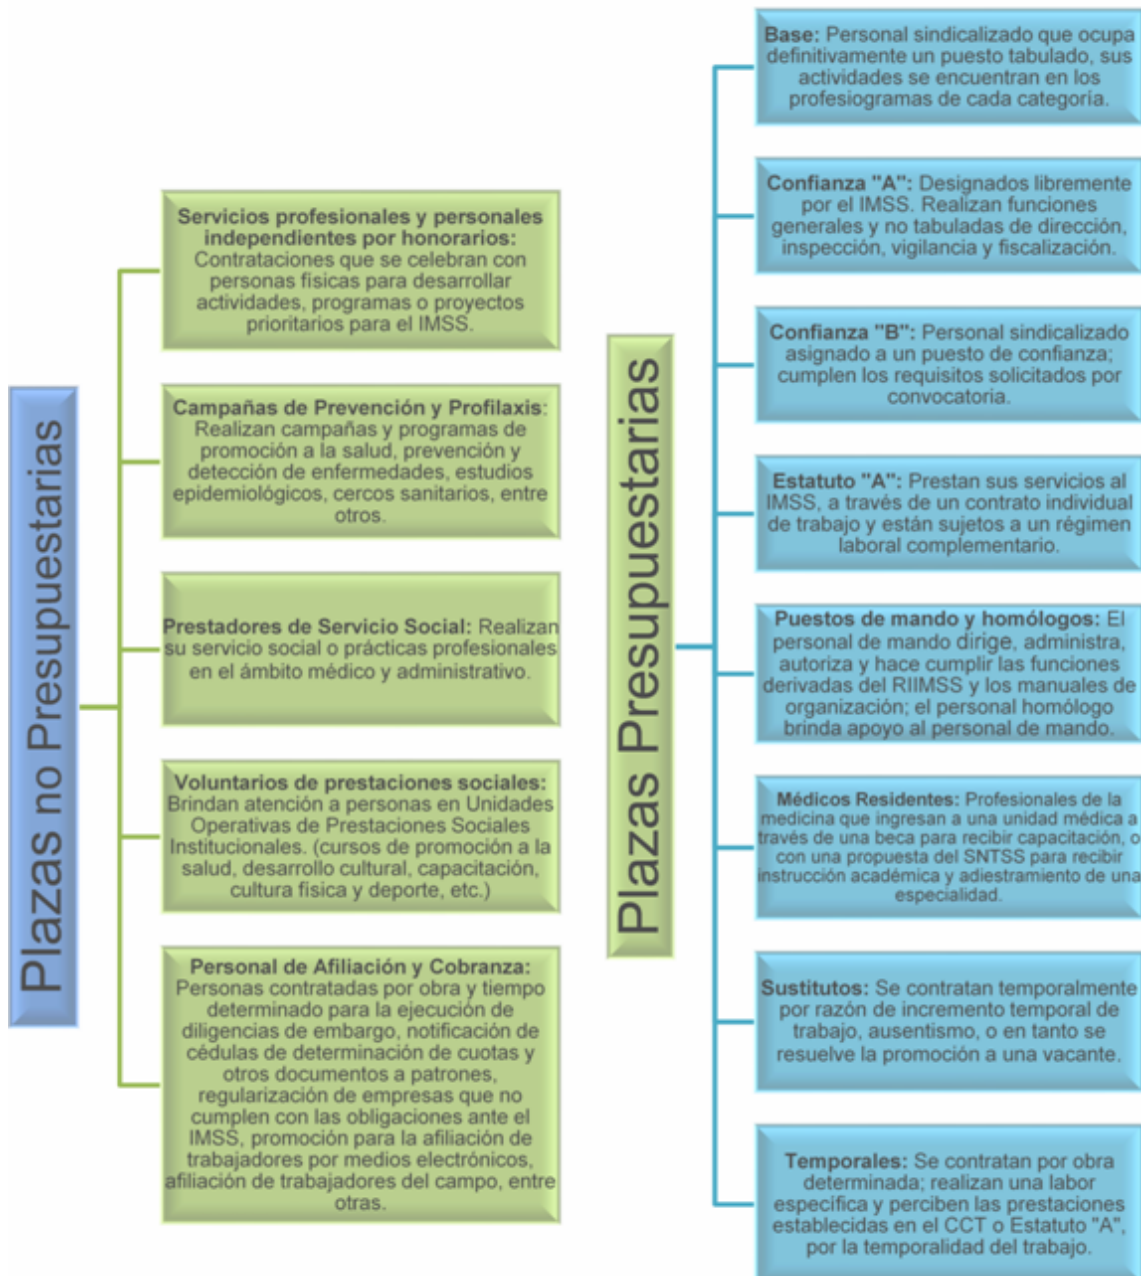 Plazas no Presupuestarias
Servicios profesionales y personales
independientes por honorarios:
Contrataciones que se celebran con
personas físicas para desarrollar
actividades, programas o proyectos
prioritarios para el IMSS.
Campañas de Prevención y Profilaxis:
Realizan campañas y programas de
promoción a la salud, prevención y
detección de enfermedades, estudios
epidemiológicos, cercos sanitarios, entre
otros.
Prestadores de Servicio Social: Realizan
su servicio social o prácticas profesionales
en el ámbito médico y administrativo.
Voluntarios de prestaciones sociales:
Brindan atención a personas en Unidades
Operativas de Prestaciones Sociales
Institucionales. (cursos de promoción a la
salud, desarrollo cultural, capacitación,
cultura física y deporte, etc.)
Personal de Afiliación y Cobranza:
Personas contratadas por obra y tiempo
determinado para la ejecución de
diligencias de embargo, notificación de
cédulas de determinación de cuotas y
otros documentos a patrones,
regularización de empresas que no
cumplen con las obligaciones ante el
IMSS, promoción para la afiliación de
trabajadores por medios electrónicos,
afiliación de trabajadores del campo, entre
otras.
Plazas Presupuestarias
Base: Personal sindicalizado que ocupa
definitivamente un puesto tabulado, sus
actividades se encuentran en los
profesiogramas de cada categoría.
Confianza "A": Designados libremente
por el IMSS. Realizan funciones
generales y no tabuladas de dirección,
inspección, vigilancia y fiscalización.
Confianza "B": Personal sindicalizado
asignado a un puesto de confianza;
cumplen los requisitos solicitados por
convocatoria.
Estatuto "A": Prestan sus servicios al
IMSS, a través de un contrato individual
de trabajo y están sujetos a un régimen
laboral complementario.
Puestos de mando y homólogos: El
personal de mando dirige, administra,
autoriza y hace cumplir las funciones
derivadas del RIIMSS y los manuales de
organización; el personal homólogo
brinda apoyo al personal de mando.
Médicos Residentes: Profesionales de la
medicina que ingresan a una unidad médica a
través de una beca para recibir capacitación, o
con una propuesta del SNTSS para recibir
instrucción académica y adiestramiento de una
especialidad.
Sustitutos: Se contratan temporalmente
por razón de incremento temporal de
trabajo, ausentismo, o en tanto se
resuelve la promoción a una vacante.
Temporales: Se contratan por obra
determinada; realizan una labor
específica y perciben las prestaciones
establecidas en el CCT o Estatuto "A",
por la temporalidad del trabajo.